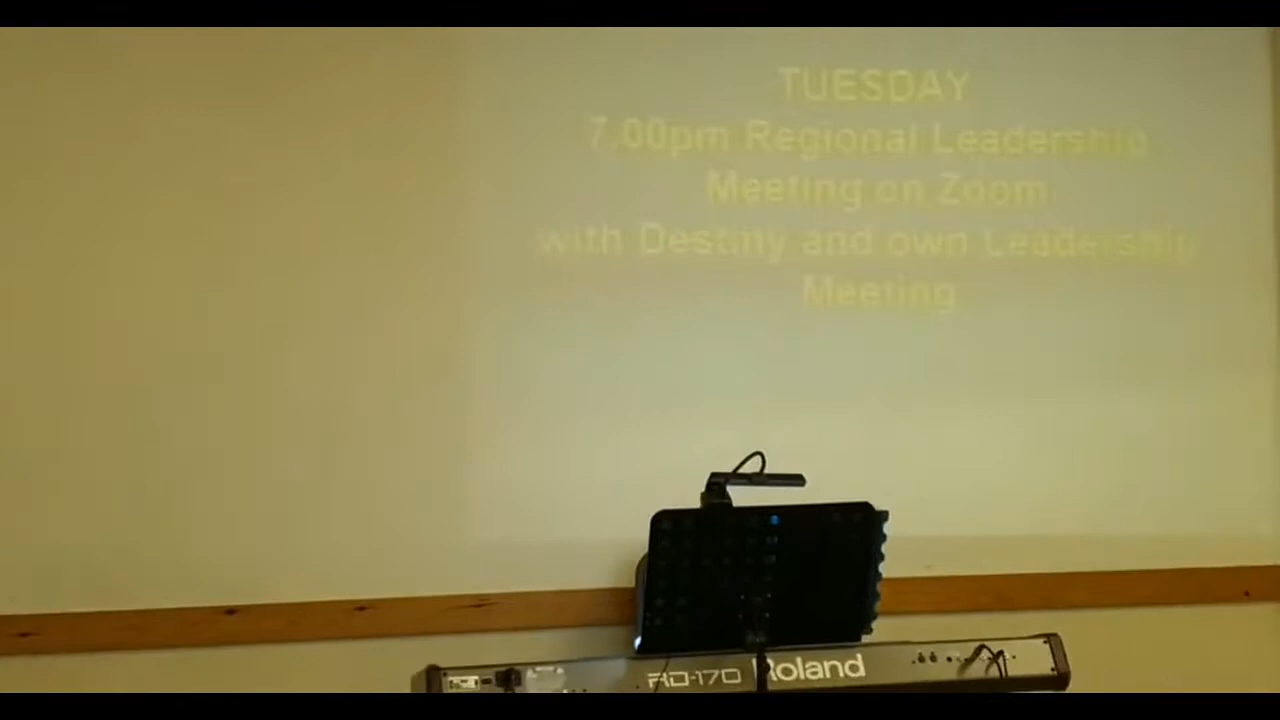 TUESDAY
7.00pm Regional Leadership
Meeting on Zoom
with Destiny and own Leadership
Meeting
RD-170 Roland